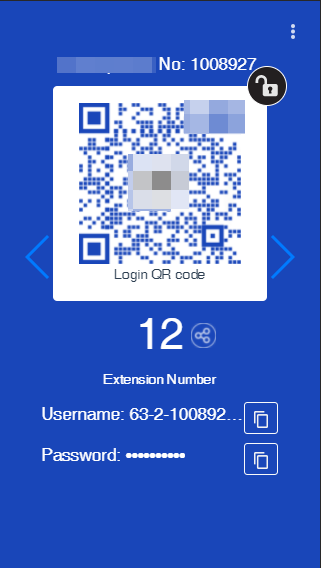 No: 1008927
Login QR code
12
Extension Number
Username: 63-2-100892...
Password: ••••••••••